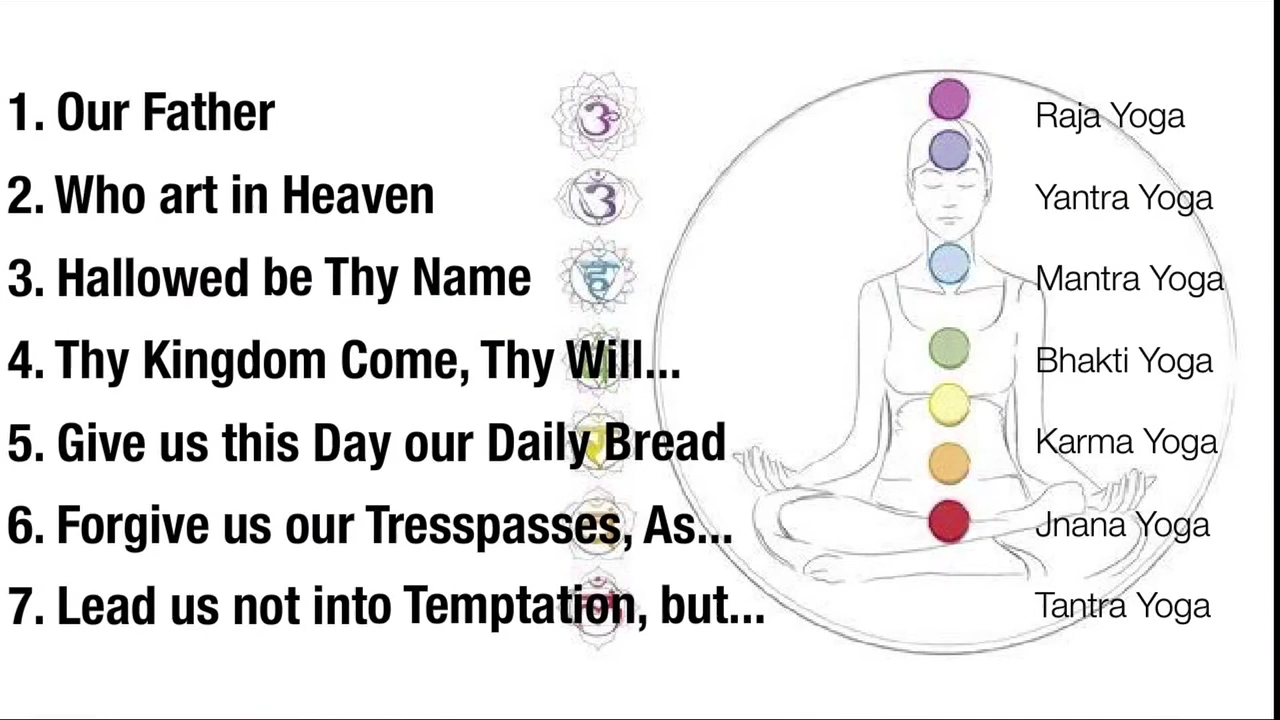 1. Our Father
2. Who art in Heaven
3. Hallowed be Thy Name
4. Thy Kingdom Come, Thy Will...
5. Give us this Day our Daily Bread
6. Forgive us our Tresspasses, As...
7. Lead us not into Temptation, but...
Raja Yoga
Yantra Yoga
Mantra Yoga
Bhakti Yoga
Karma Yoga
Jnana Yoga
Tantra Yoga